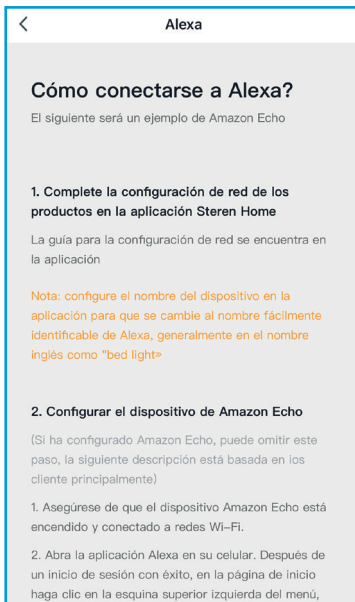 Alexa
Cómo conectarse a Alexa?
El siguiente será un ejemplo de Amazon Echo
1. Complete la configuración de red de los
productos en la aplicación Steren Home
La guía para la configuración de red se encuentra en
la aplicación
Nota: configure el nombre del dispositivo en la
aplicación para que se cambie al nombre fácilmente
identificable de Alexa, generalmente en el nombre
inglés como "bed light»
2. Configurar el dispositivo de Amazon Echo
(Si ha configurado Amazon Echo, puede omitir este
paso, la siguiente descripción está basada en ios
cliente principalmente)
1. Asegúrese de que el dispositivo Amazon Echo está
encendido y conectado a redes Wi-Fi.
2. Abra la aplicación Alexa en su celular. Después de
un inicio de sesión con éxito, en la página de inicio
haga clic en la esquina superior izquierda del menú,